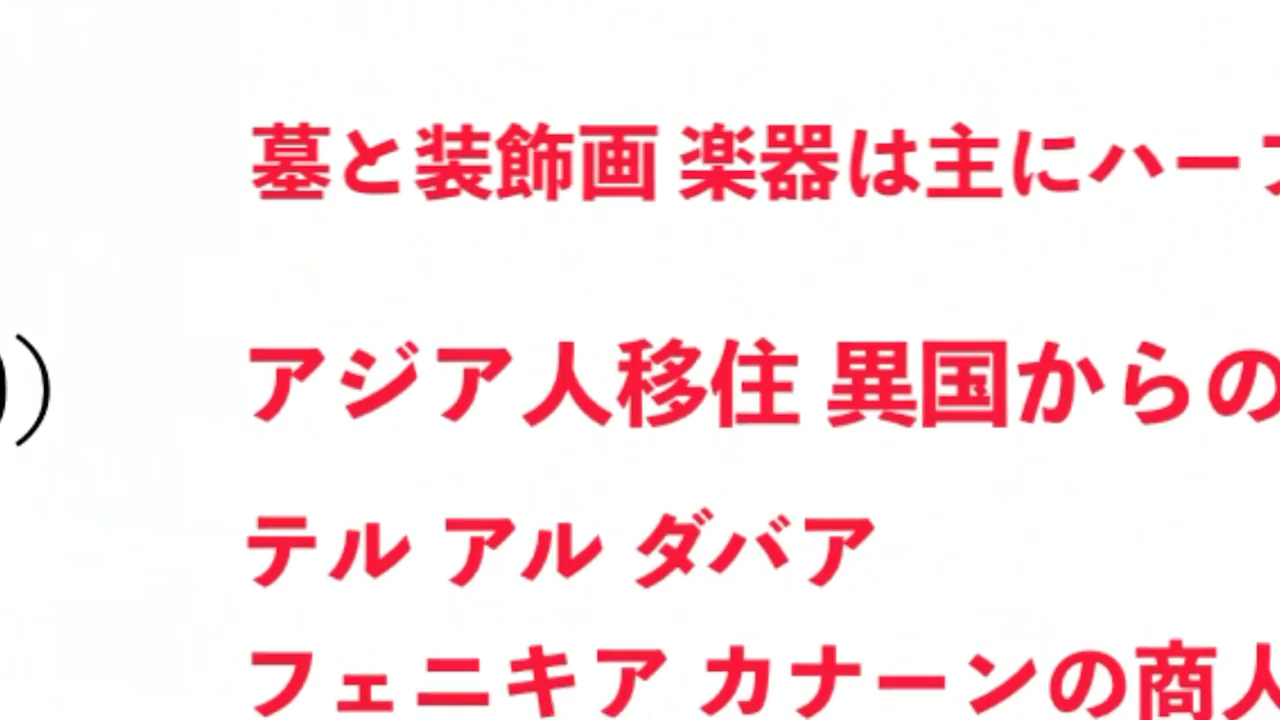 墓と装飾画 楽器は主にハープ
))
アジア人移住 異国からの
テル アル ダバア
フェニキア カナーンの商人